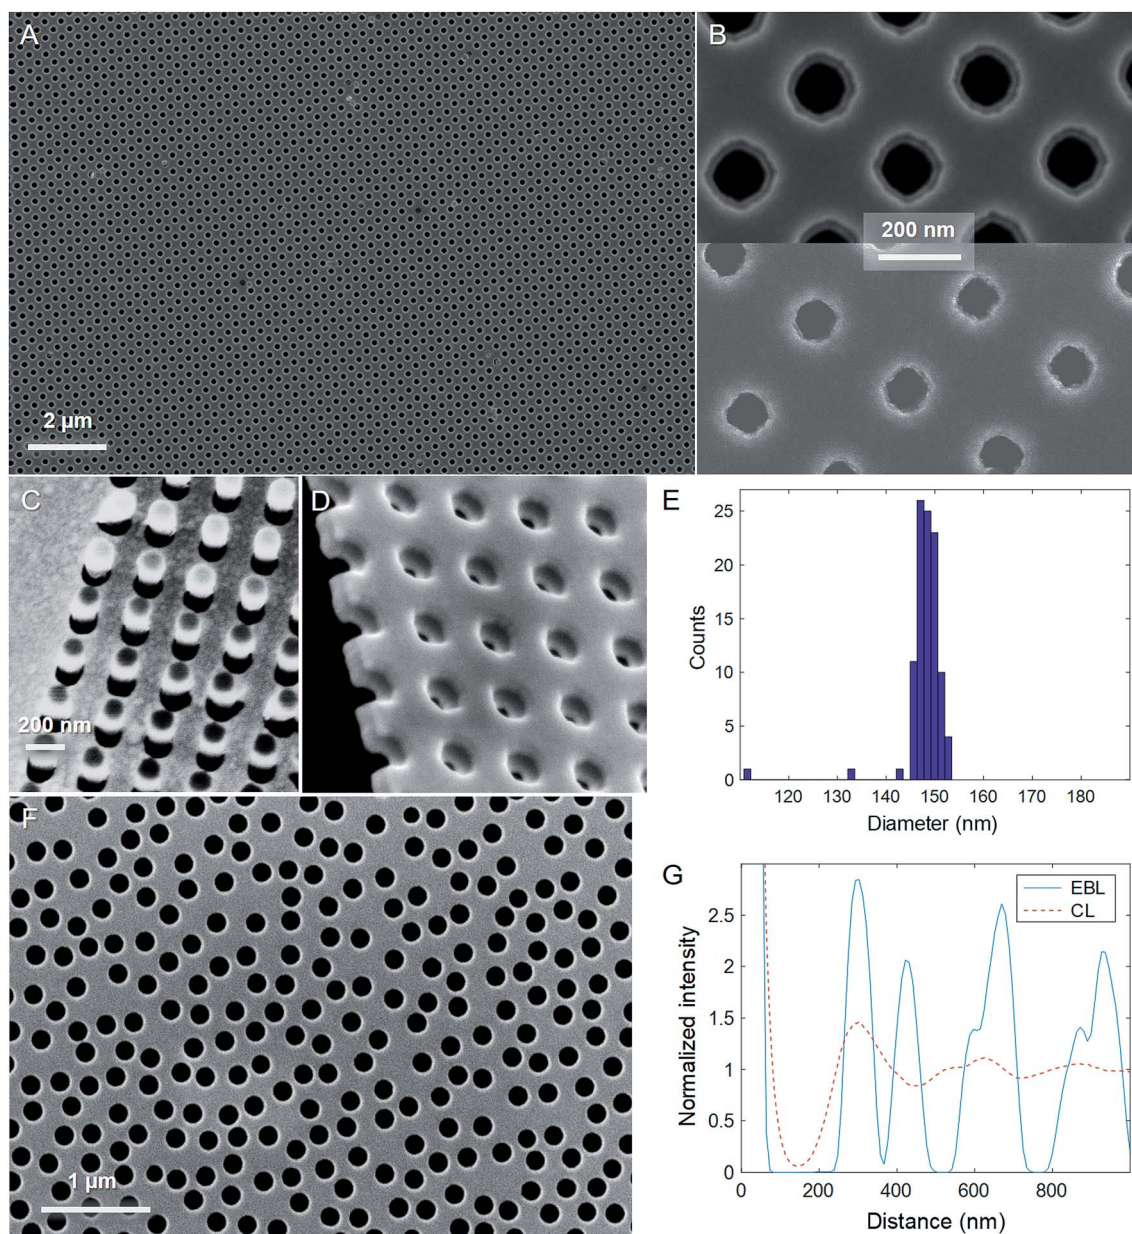 A
B
200 nm
2 µm
C
D
E
200 nm
25
20
15
10
5
0
Counts
120 130 140 150 160 170 180
Diameter (nm)
F
1 µm
G
EBL
CL
2.5
2
1.5
1
0.5
0
Normalized intensity
0 200 400 600 800
Distance (nm)